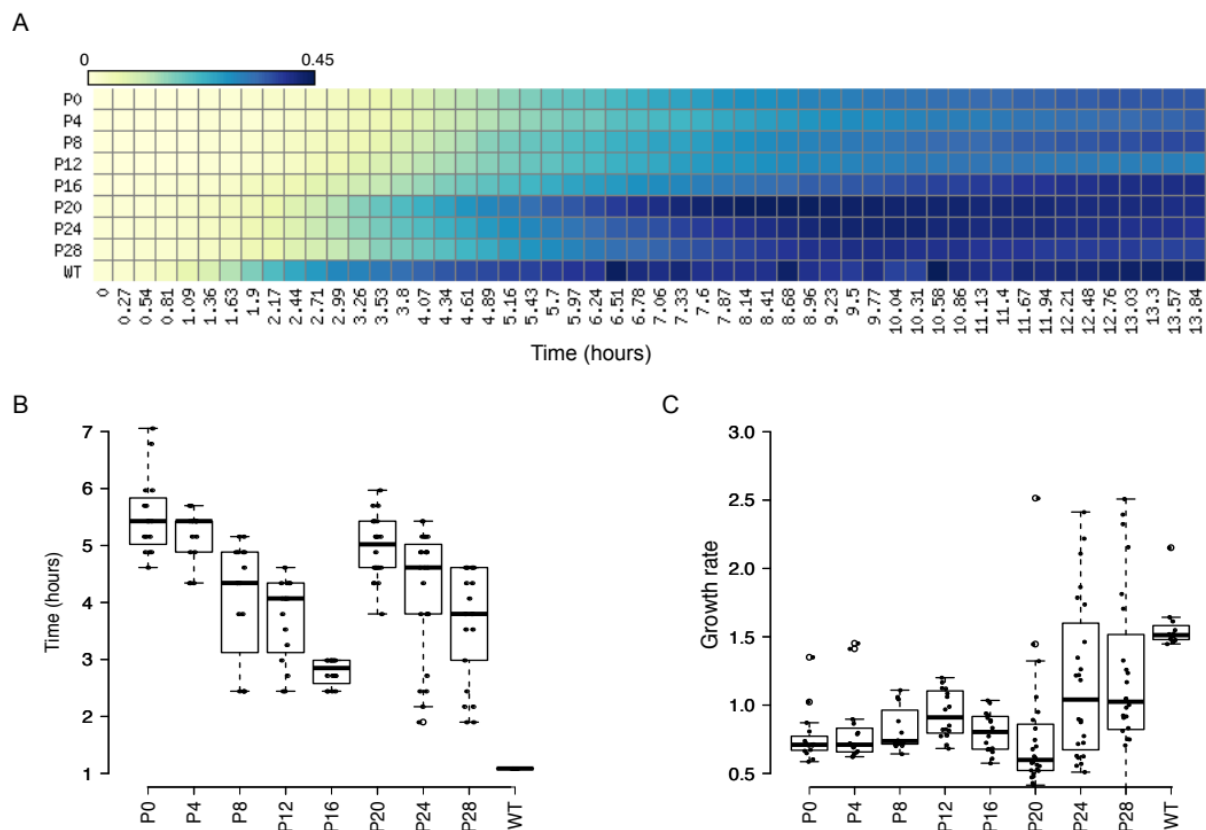 A
0 0.45
P0
P4
P8
P12
P16
P20
P24
P28
WT
0 0.27 0.54 0.81 1.09 1.36 1.63 1.9 2.17 2.44 2.71 2.99 3.26 3.53 3.8 4.07 4.34 4.61 4.89 5.16 5.43 5.7 5.97 6.24 6.51 6.78 7.06 7.33 7.6 7.87 8.14 8.41 8.68 8.96 9.23 9.5 9.77 10.04 10.31 10.58 10.86 11.13 11.4 11.67 11.94 12.21 12.48 12.76 13.03 13.3 13.57 13.84
Time (hours)
B
7
6
5
4
3
2
1
Time (hours)
P0 P4 P8 P12 P16 P20 P24 P28 WT
C
3.0
2.5
2.0
1.5
1.0
0.5
Growth rate
P0 P4 P8 P12 P16 P20 P24 P28 WT